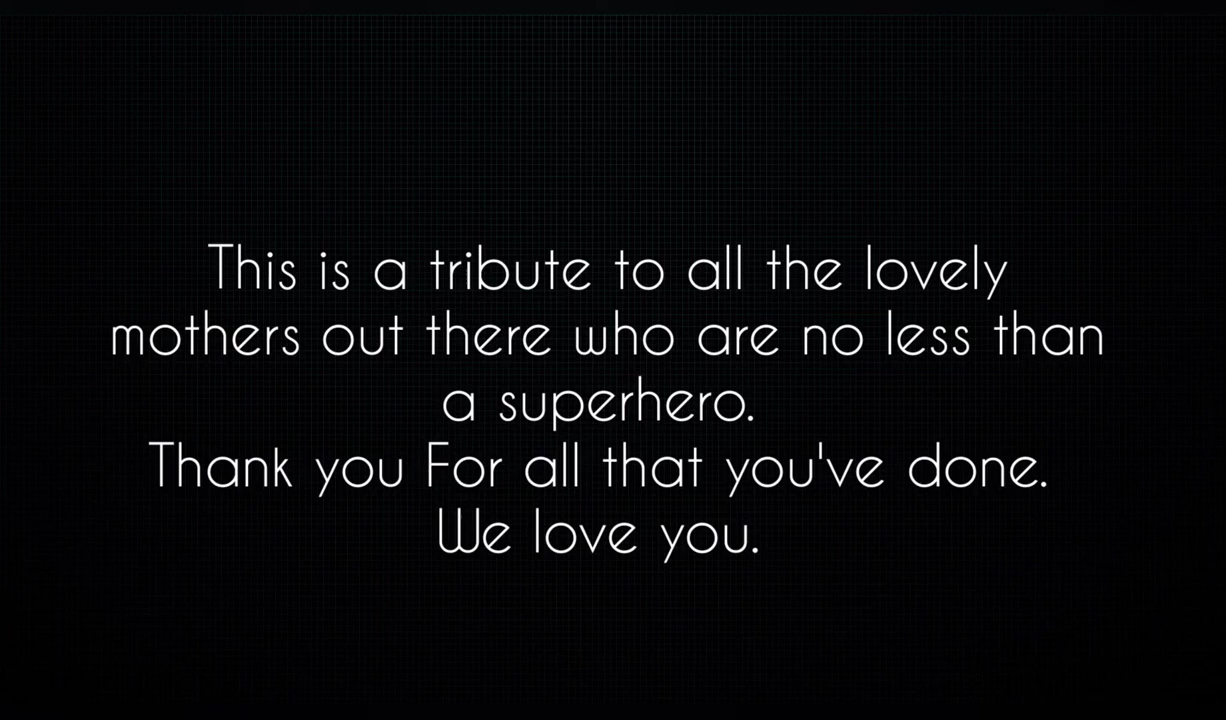 This is a tribute to all the lovely
mothers out there who are no less than
a superhero.
Thank you For all that you've done.
We love you.